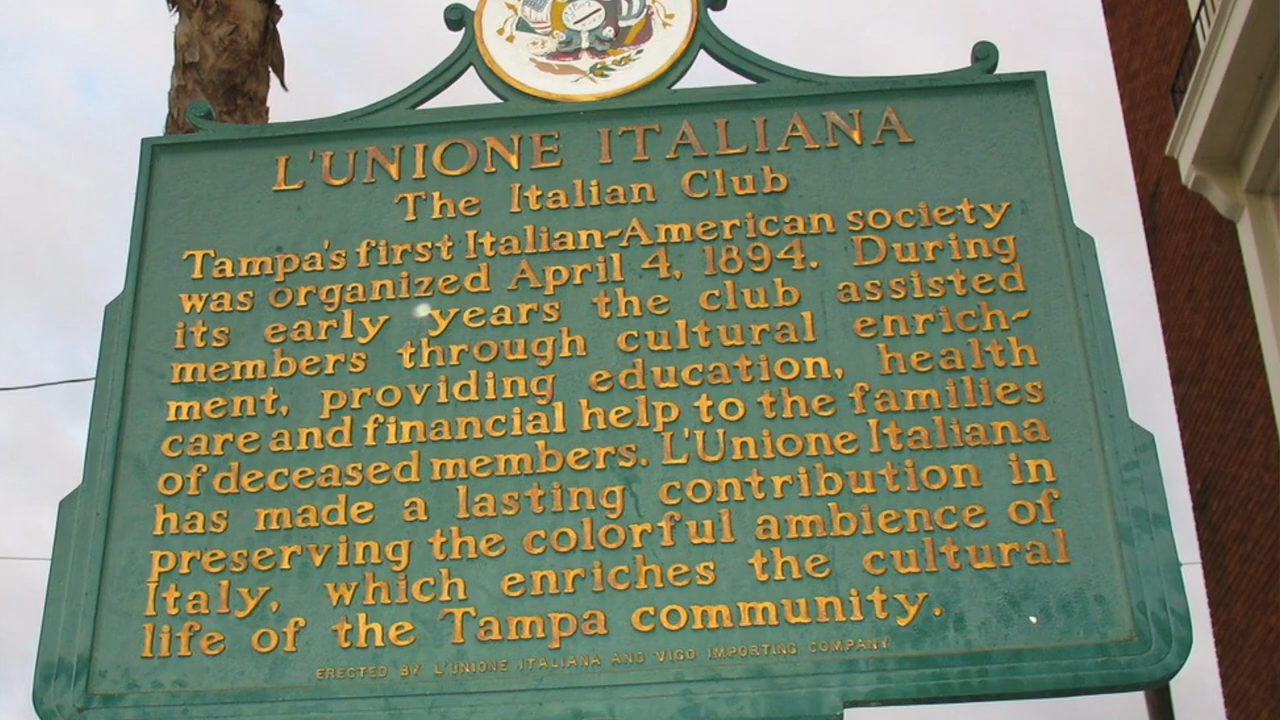 L'UNIONE ITALIANA
The Italian Club
Tampa's first Italian-American society
was organized April 4, 1894. During
its early years the club assisted
members through cultural enrich-
ment, providing education, health
care and financial help to the families
of deceased members. L'Unione Italiana
has made a lasting contribution in
preserving the colorful ambience of
Italy, which enriches the cultural
life of the Tampa community.
ERECTED BY L'UNIONE ITALIANA AND VIGO IMPORTING COMPANY